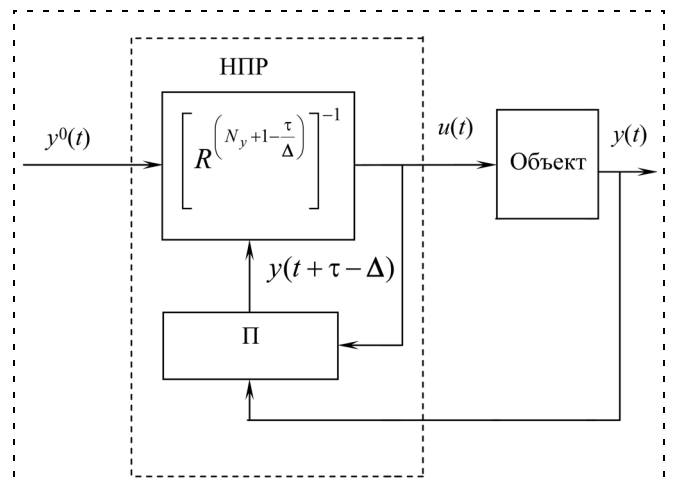 НПР
y⁰(t)
[R^(N_y+1−τ/Δ)]^−1
u(t)
Объект
y(t)
y(t + τ − Δ)
П